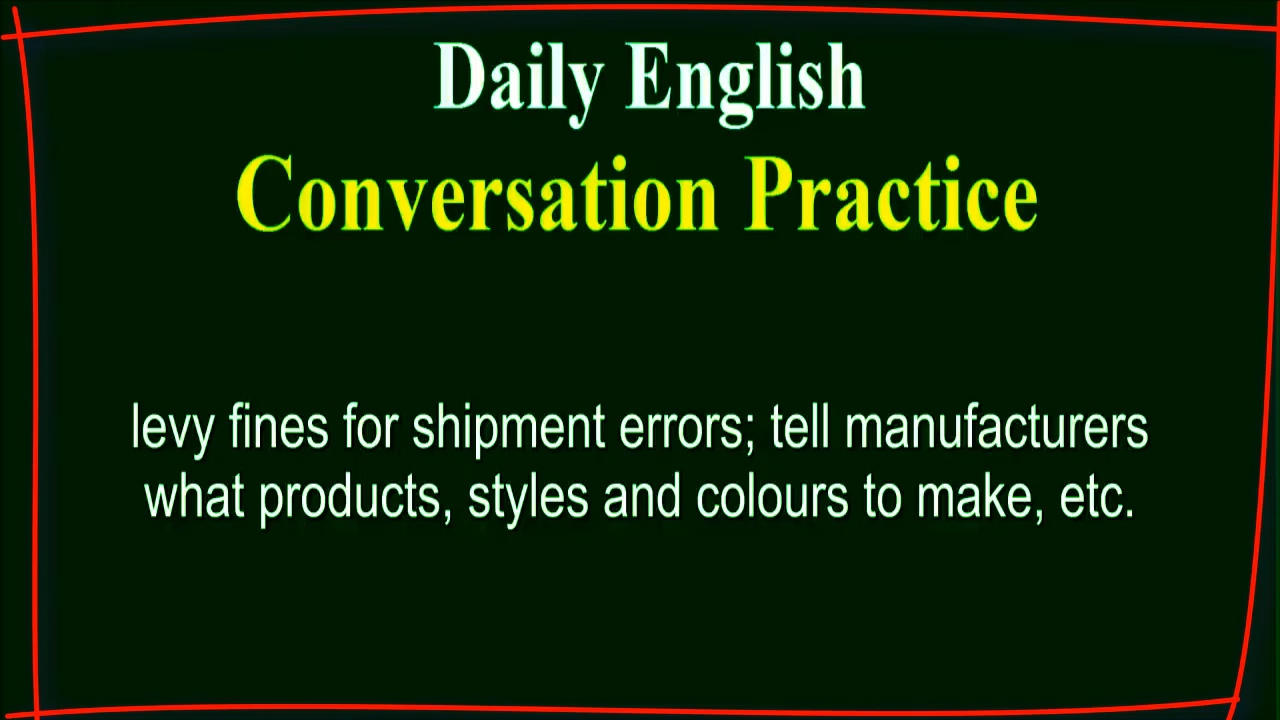 Daily English
Conversation Practice
levy fines for shipment errors; tell manufacturers
what products, styles and colours to make, etc.